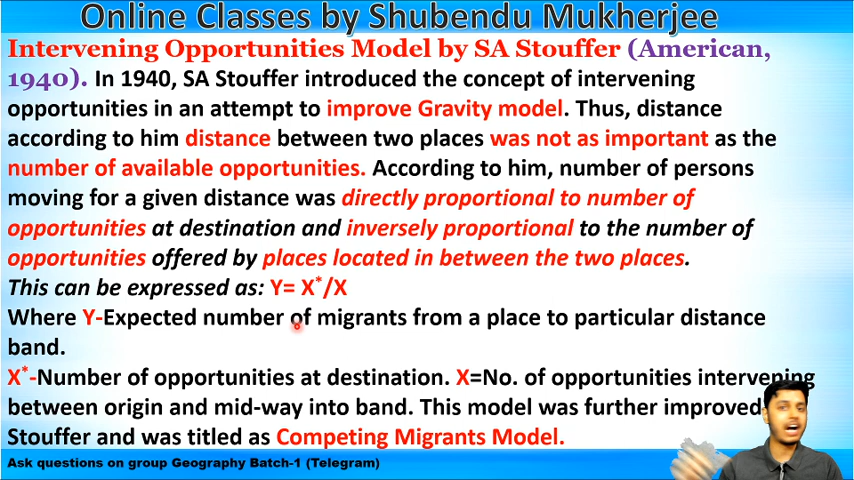 Online Classes by Shubendu Mukherjee
Intervening Opportunities Model by SA Stouffer (American,
1940). In 1940, SA Stouffer introduced the concept of intervening
opportunities in an attempt to improve Gravity model. Thus, distance
according to him distance between two places was not as important as the
number of available opportunities. According to him, number of persons
moving for a given distance was directly proportional to number of
opportunities at destination and inversely proportional to the number of
opportunities offered by places located in between the two places.
This can be expressed as: Y= X*/X
Where Y-Expected number of migrants from a place to particular distance
band.
X*-Number of opportunities at destination. X=No. of opportunities intervening
between origin and mid-way into band. This model was further improved
Stouffer and was titled as Competing Migrants Model.
Ask questions on group Geography Batch-1 (Telegram)